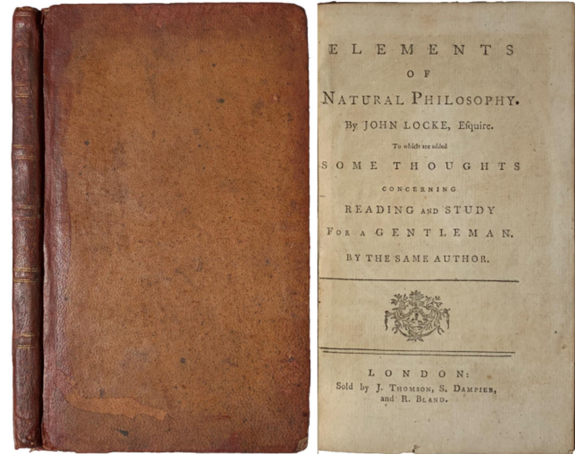 ELEMENTS
OF
NATURAL PHILOSOPHY.
By JOHN LOCKE, Eſquire.
To which are added
SOME THOUGHTS
CONCERNING
READING AND STUDY
FOR A GENTLEMAN.
BY THE SAME AUTHOR.
LONDON:
Sold by J. THOMSON, S. DAMPIER,
and R. BLAND.